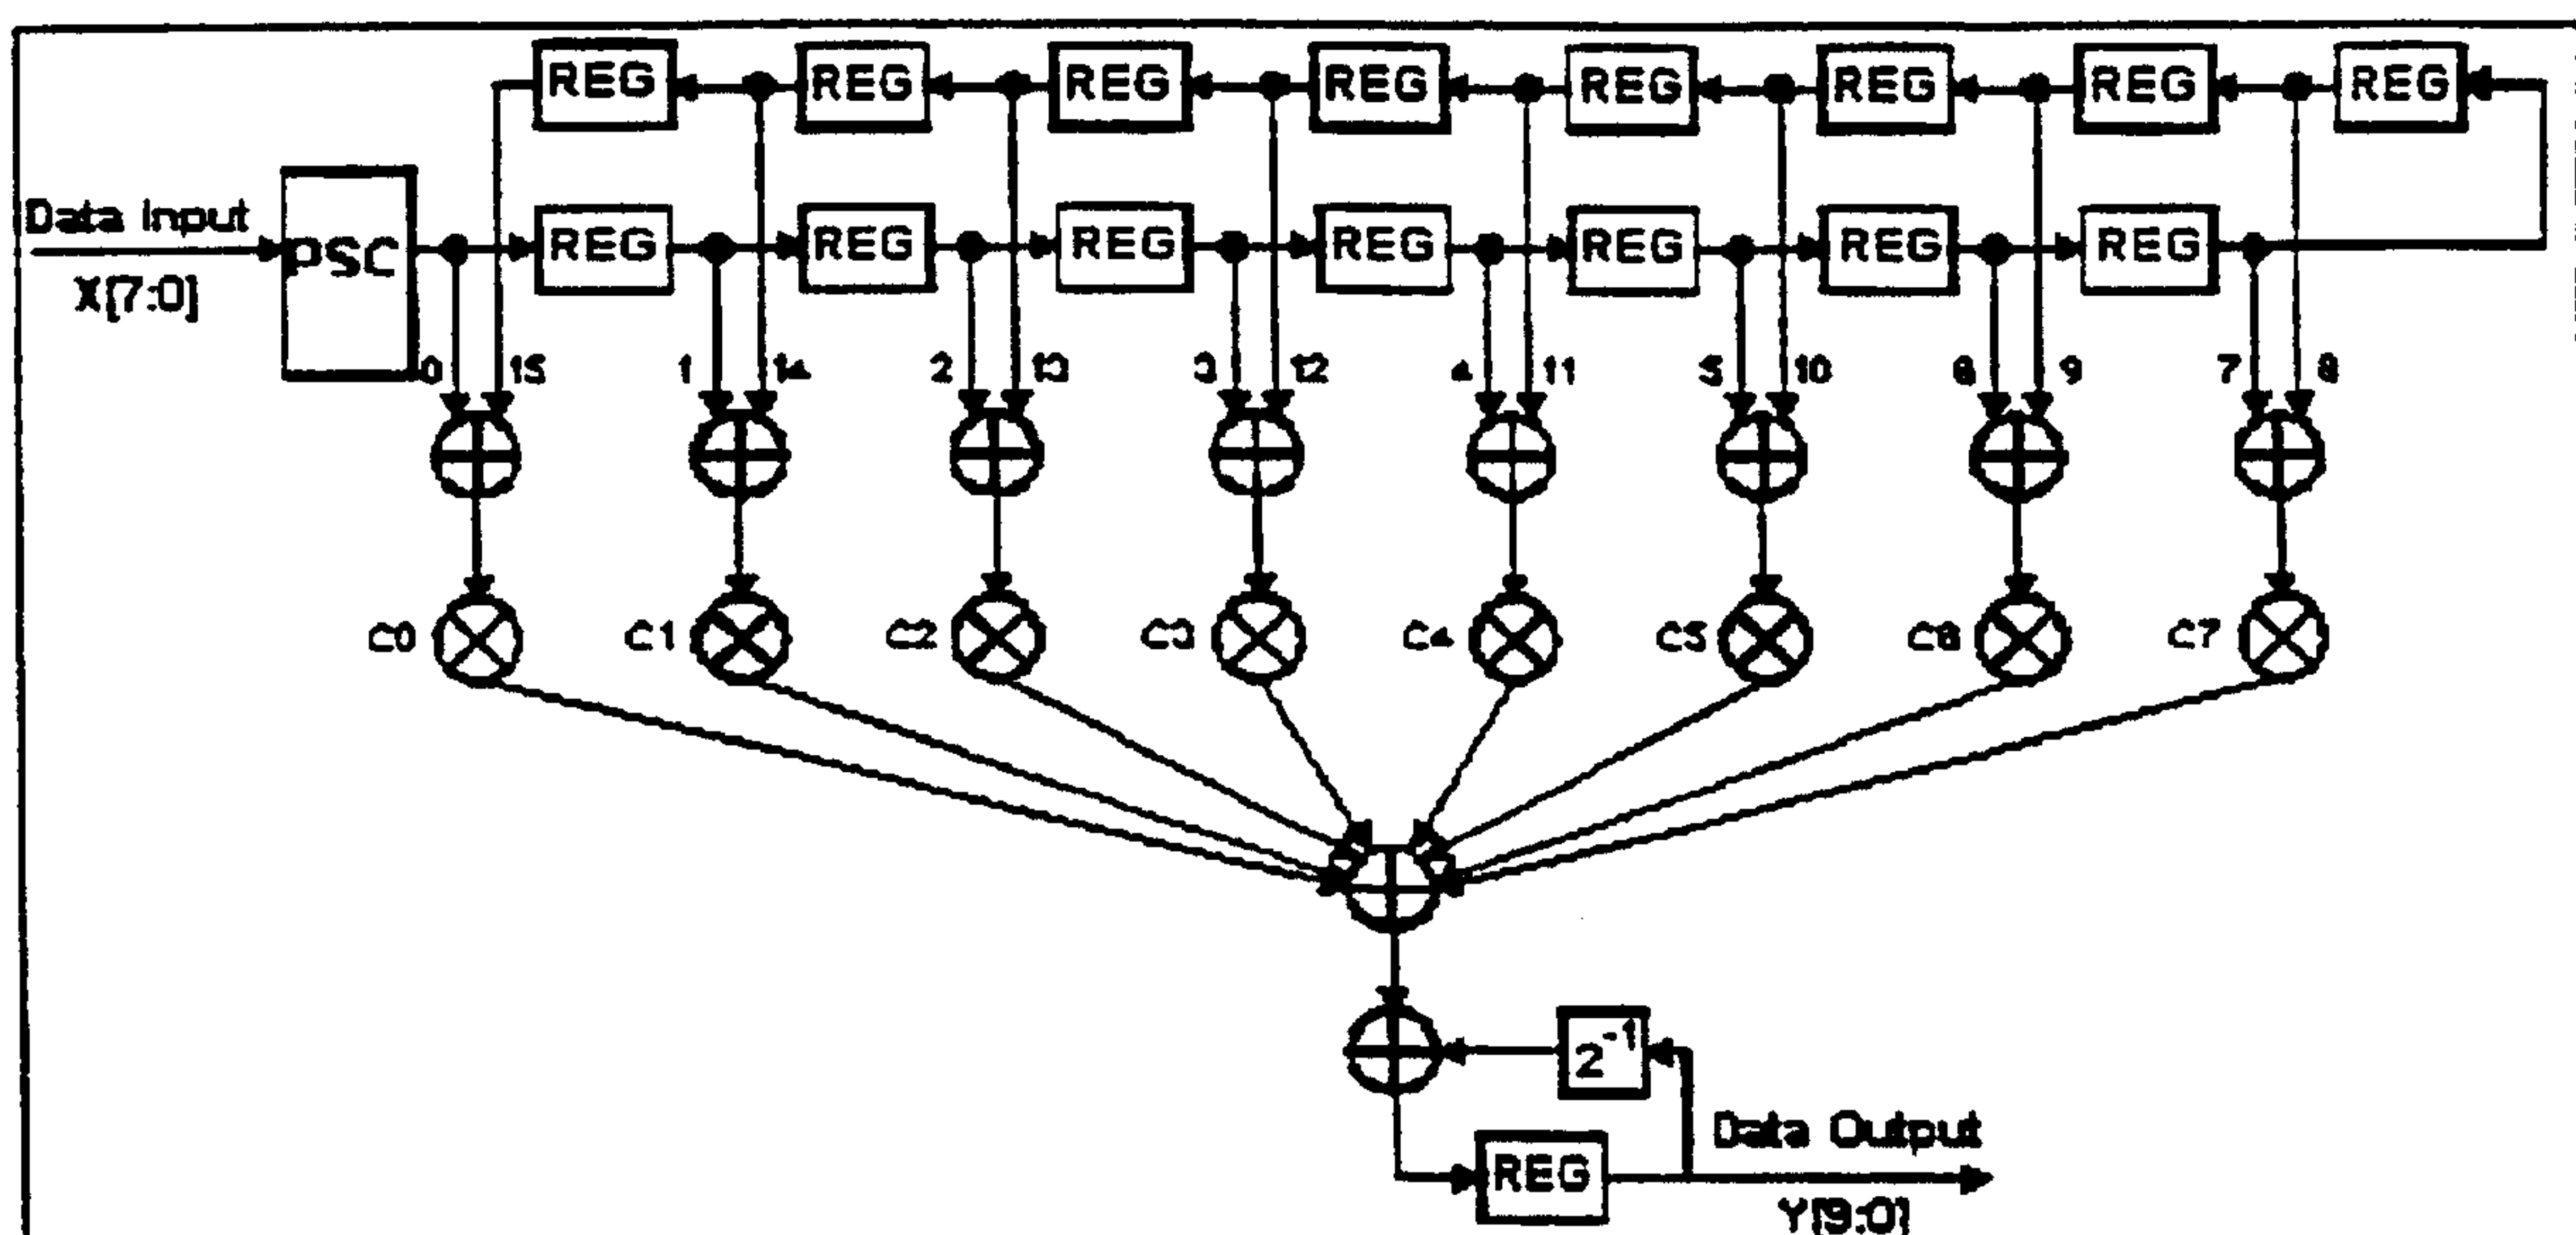 REG REG REG REG REG REG REG REG
Data Input
PSC
REG REG REG REG REG REG REG
X[7:0]
0 15 1 14 2 13 3 12 4 11 5 10 6 9 7 8
C0 C1 C2 C3 C4 C5 C6 C7
2⁻¹
Data Output
REG
Y[9:0]